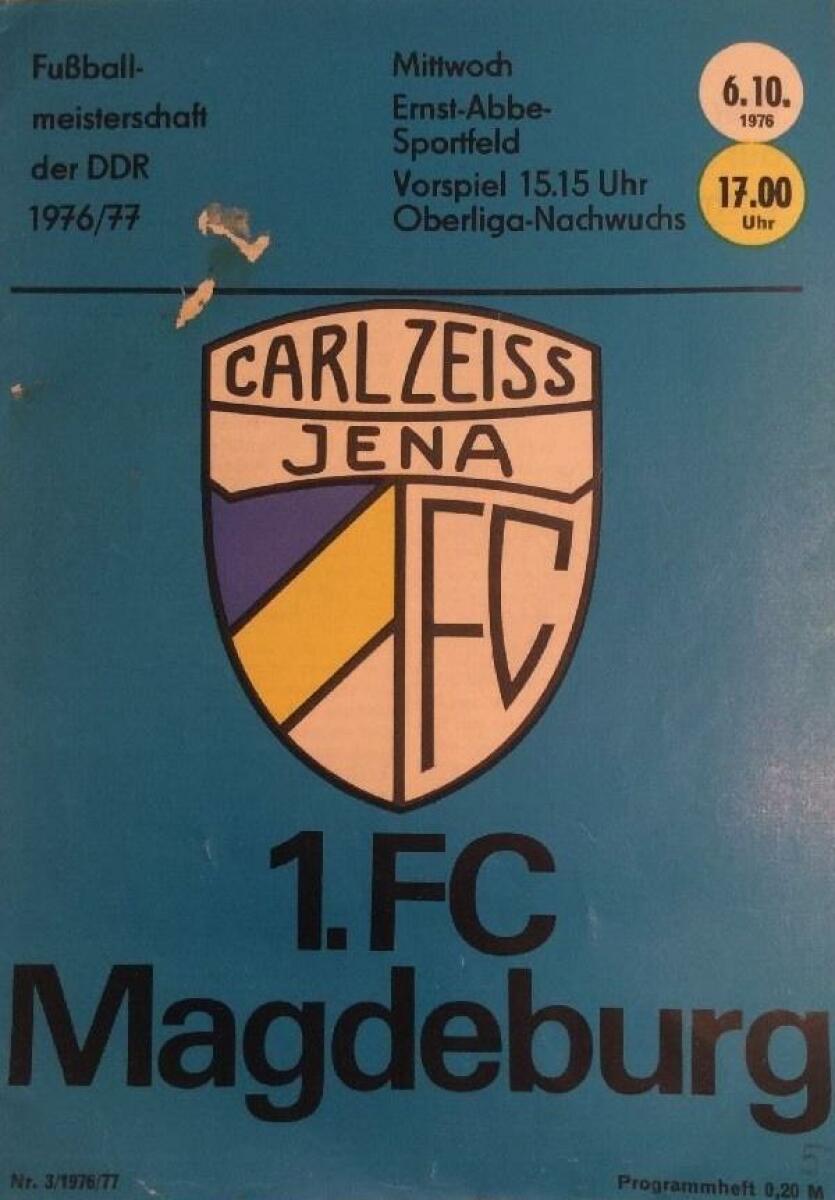 Fußball-
meisterschaft
der DDR
1976/77
Mittwoch
Ernst-Abbe-
Sportfeld
Vorspiel 15.15 Uhr
Oberliga-Nachwuchs
6.10.
1976
17.00
Uhr
CARL ZEISS
JENA
FC
1. FC
Magdeburg
Nr. 3/1976/77
Programmheft 0,20 M